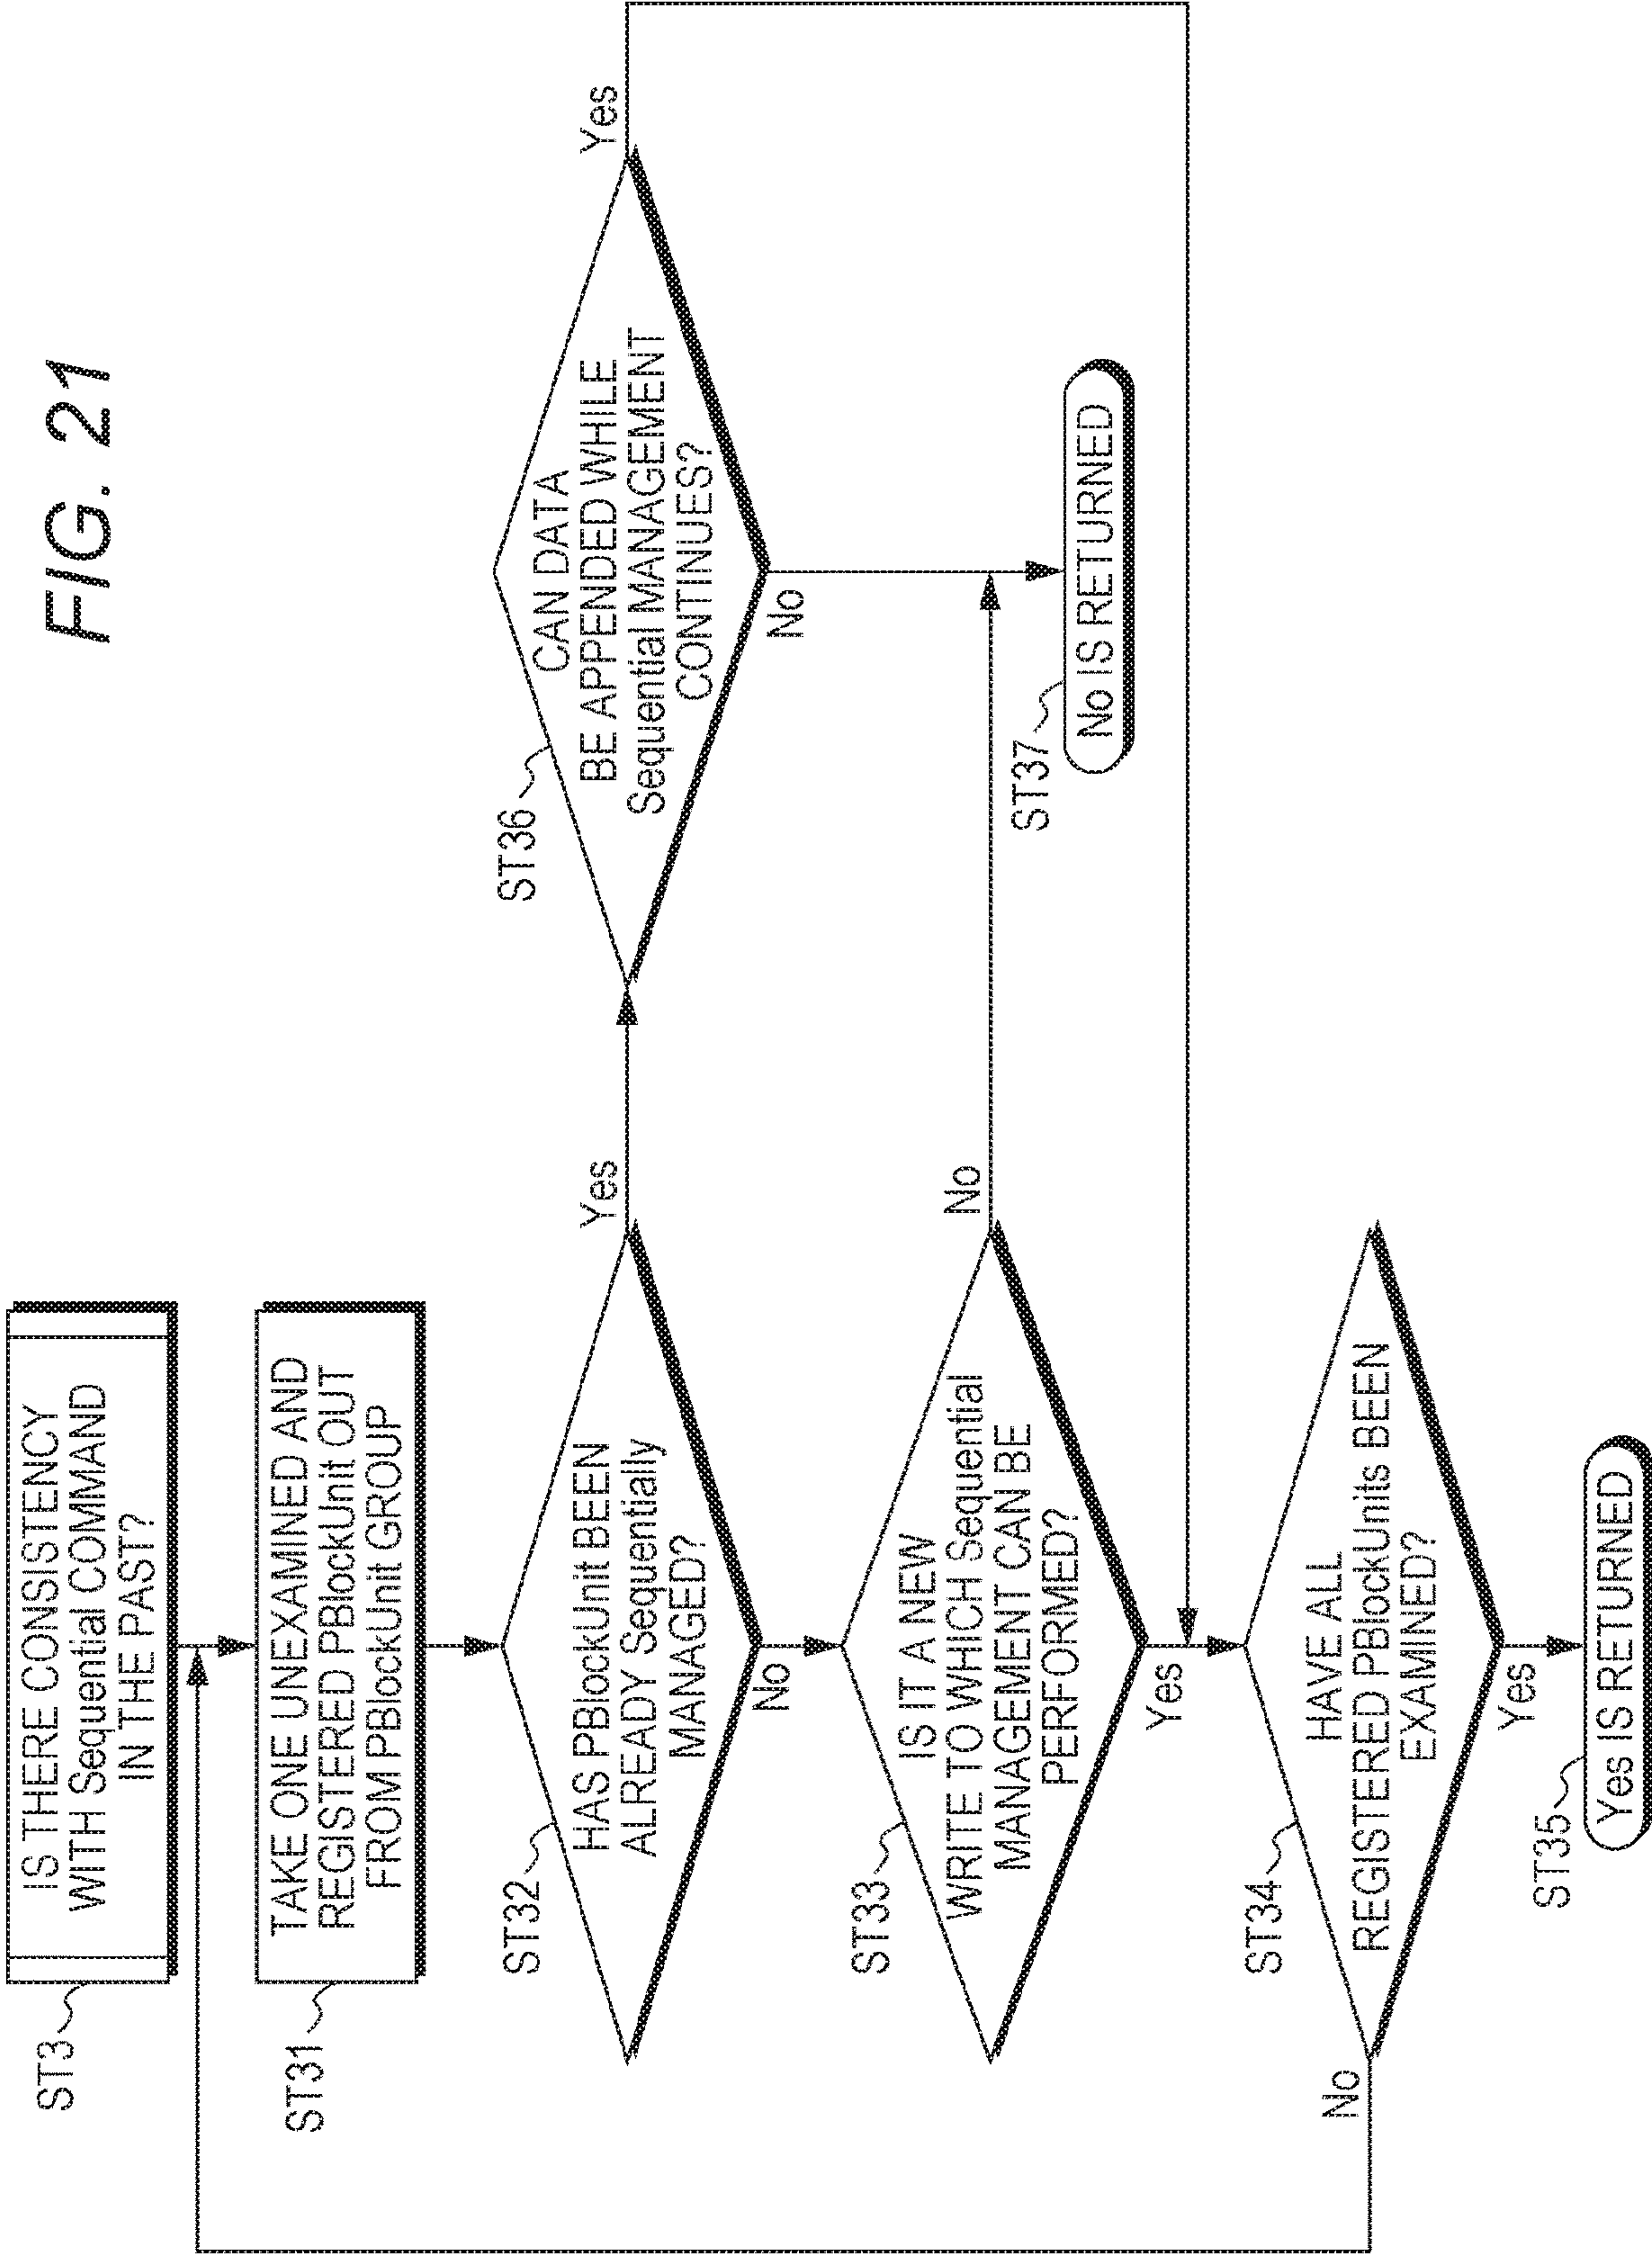 FIG. 21
ST3
IS THERE CONSISTENCY
WITH Sequential COMMAND
IN THE PAST?
ST31
TAKE ONE UNEXAMINED AND
REGISTERED PBlockUnit OUT
FROM PBlockUnit GROUP
ST32
HAS PBlockUnit BEEN
ALREADY Sequentially
MANAGED?
Yes
No
ST36
CAN DATA
BE APPENDED WHILE
Sequential MANAGEMENT
CONTINUES?
Yes
No
ST33
IS IT A NEW
WRITE TO WHICH Sequential
MANAGEMENT CAN BE
PERFORMED?
No
Yes
ST37
No IS RETURNED
ST34
HAVE ALL
REGISTERED PBlockUnits BEEN
EXAMINED?
No
Yes
ST35
Yes IS RETURNED